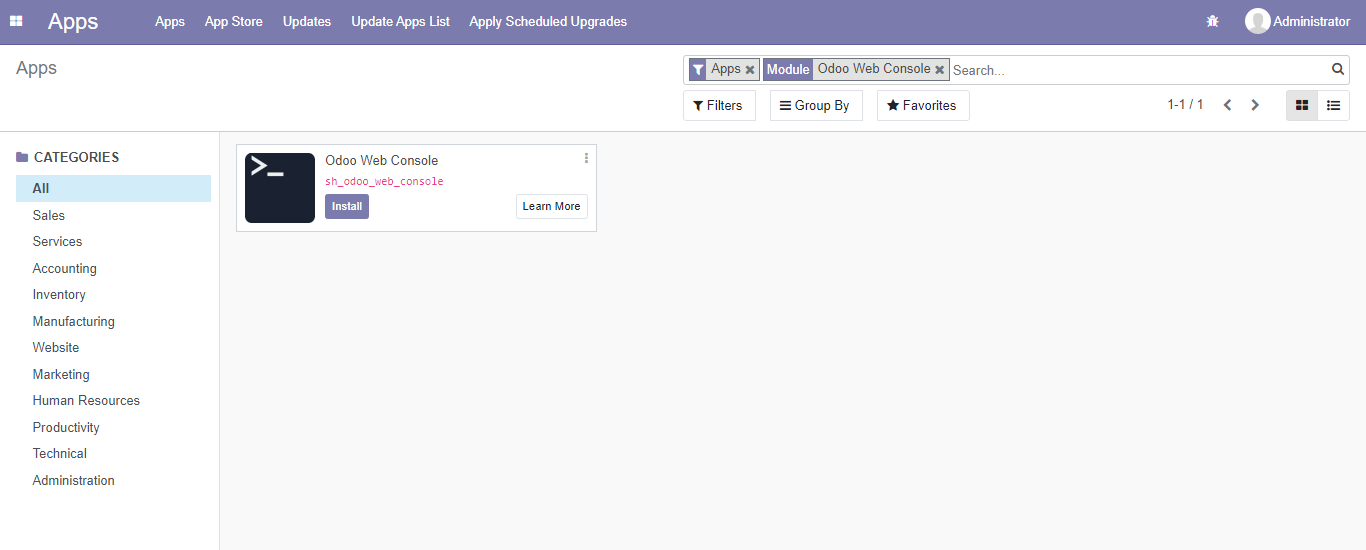 Apps Apps App Store Updates Update Apps List Apply Scheduled Upgrades Administrator
Apps
Apps Module Odoo Web Console Search...
Filters Group By Favorites 1-1 / 1
CATEGORIES
All
Sales
Services
Accounting
Inventory
Manufacturing
Website
Marketing
Human Resources
Productivity
Technical
Administration
>_
Odoo Web Console
sh_odoo_web_console
Install Learn More